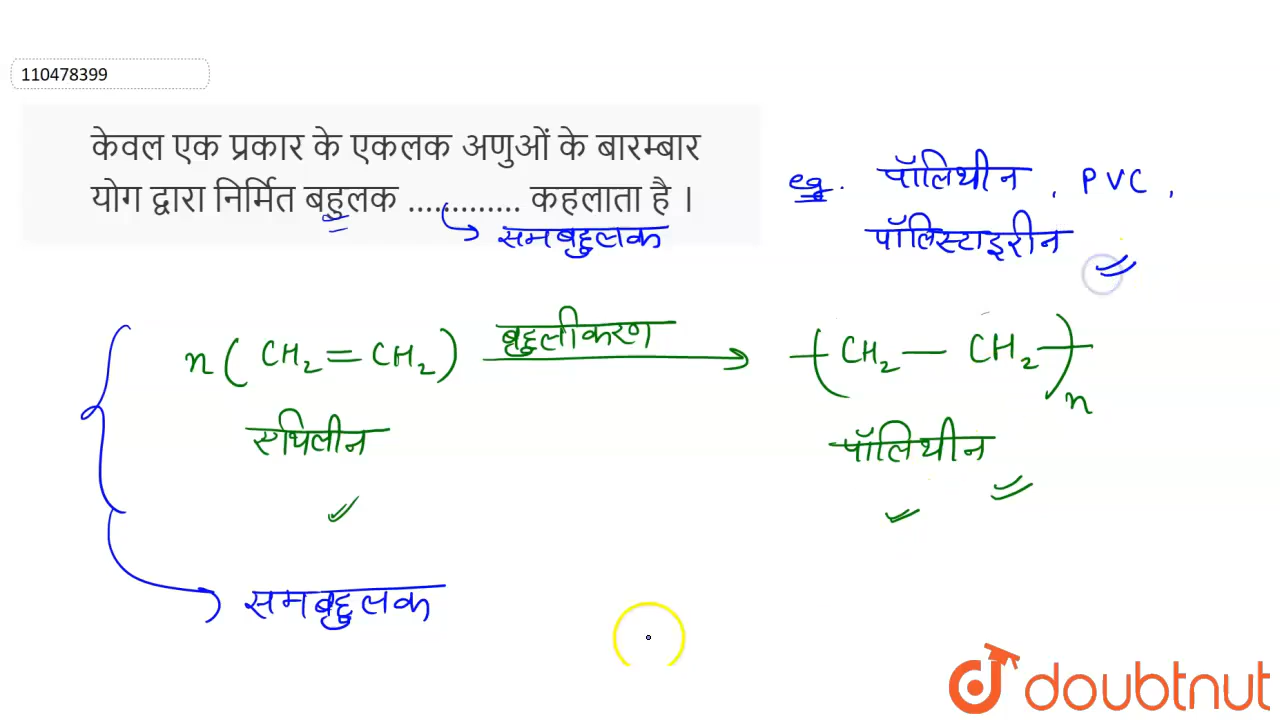 110478399
केवल एक प्रकार के एकलक अणुओं के बारम्बार
योग द्वारा निर्मित बहुलक ............. कहलाता है ।
समबहुलक
eg. पॉलिथीन , PVC ,
पॉलिस्टाइरीन
n(CH₂=CH₂) बहुलीकरण (CH₂—CH₂)n
एथिलीन पॉलिथीन
समबहुलक
doubtnut